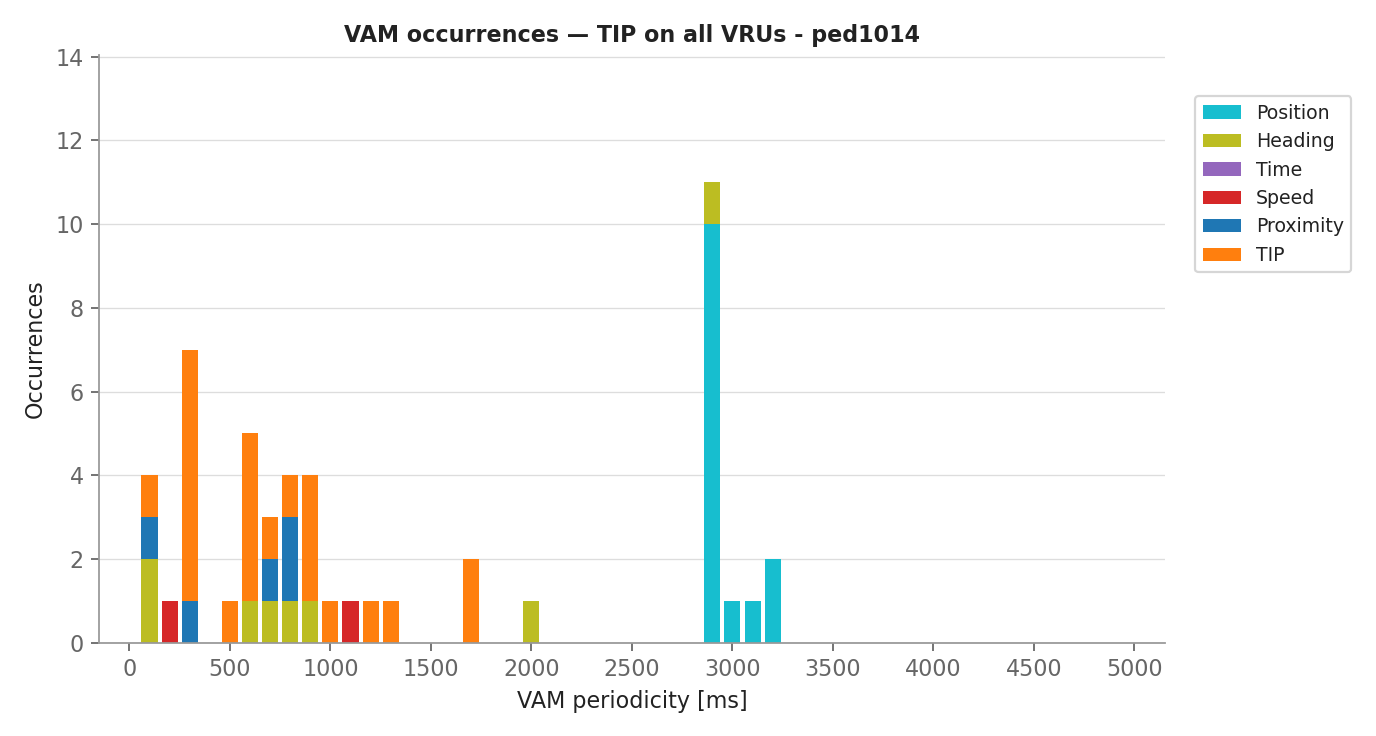 VAM occurrences — TIP on all VRUs - ped1014
14
12
10
8
6
4
2
0
Occurrences
0 500 1000 1500 2000 2500 3000 3500 4000 4500 5000
VAM periodicity [ms]
Position
Heading
Time
Speed
Proximity
TIP